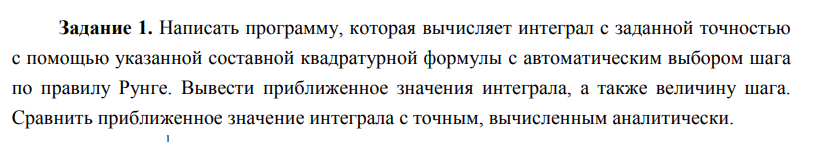 Задание 1. Написать программу, которая вычисляет интеграл с заданной точностью
с помощью указанной составной квадратурной формулы с автоматическим выбором шага
по правилу Рунге. Вывести приближенное значения интеграла, а также величину шага.
Сравнить приближенное значение интеграла с точным, вычисленным аналитически.
1